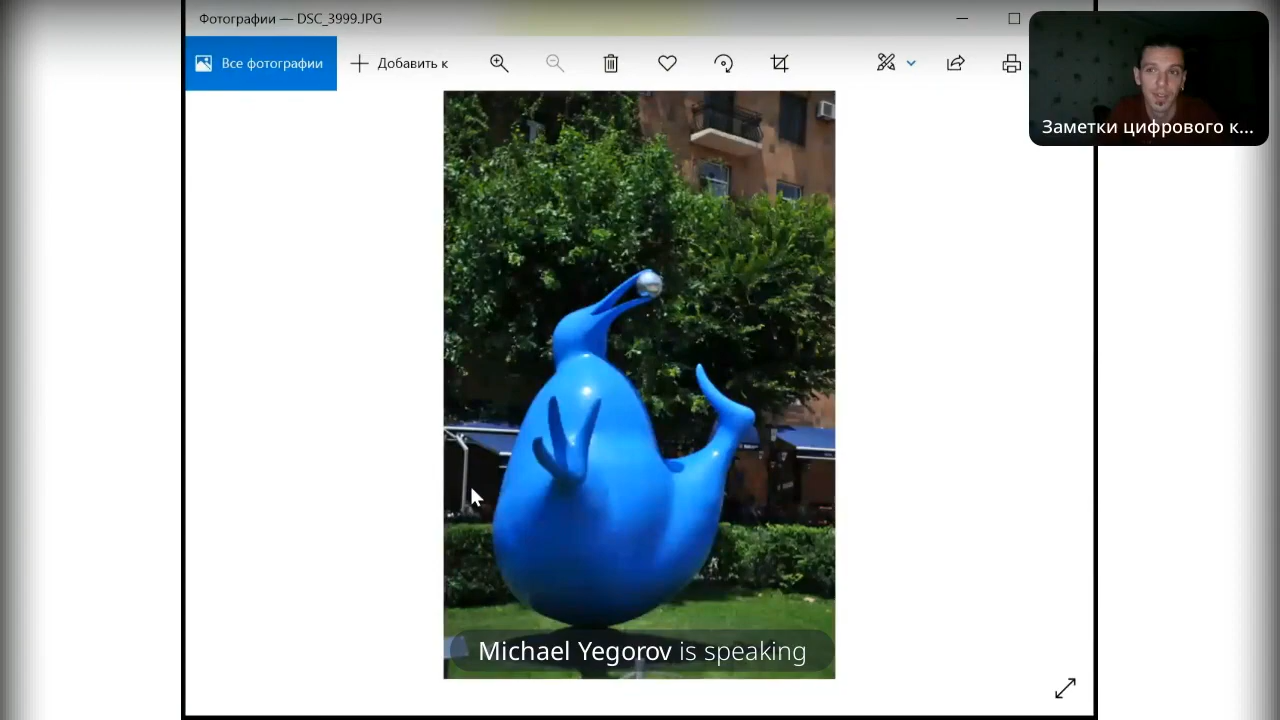 Фотографии — DSC_3999.JPG
Все фотографии
Добавить к
Заметки цифрового к...
Michael Yegorov is speaking